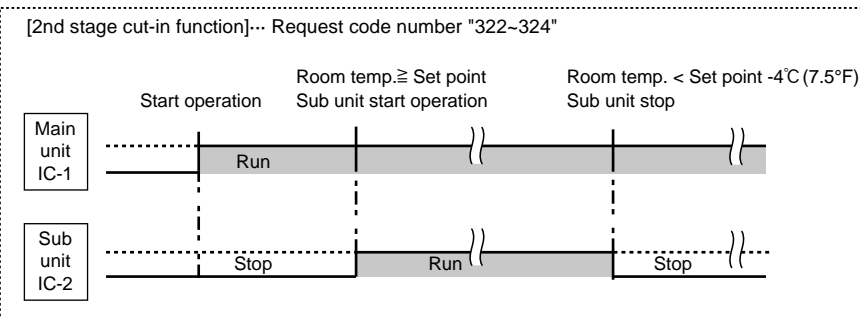 [2nd stage cut-in function]··· Request code number "322~324"
Room temp.≧ Set point
Room temp. < Set point -4℃ (7.5°F)
Start operation
Sub unit start operation
Sub unit stop
Main
unit
IC-1
Run
Sub
unit
IC-2
Stop
Run
Stop